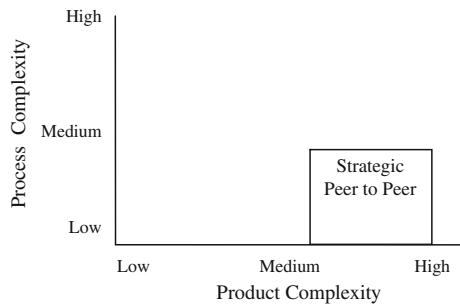 High
Process Complexity
Medium
Strategic
Peer to Peer
Low
Low Medium High
Product Complexity